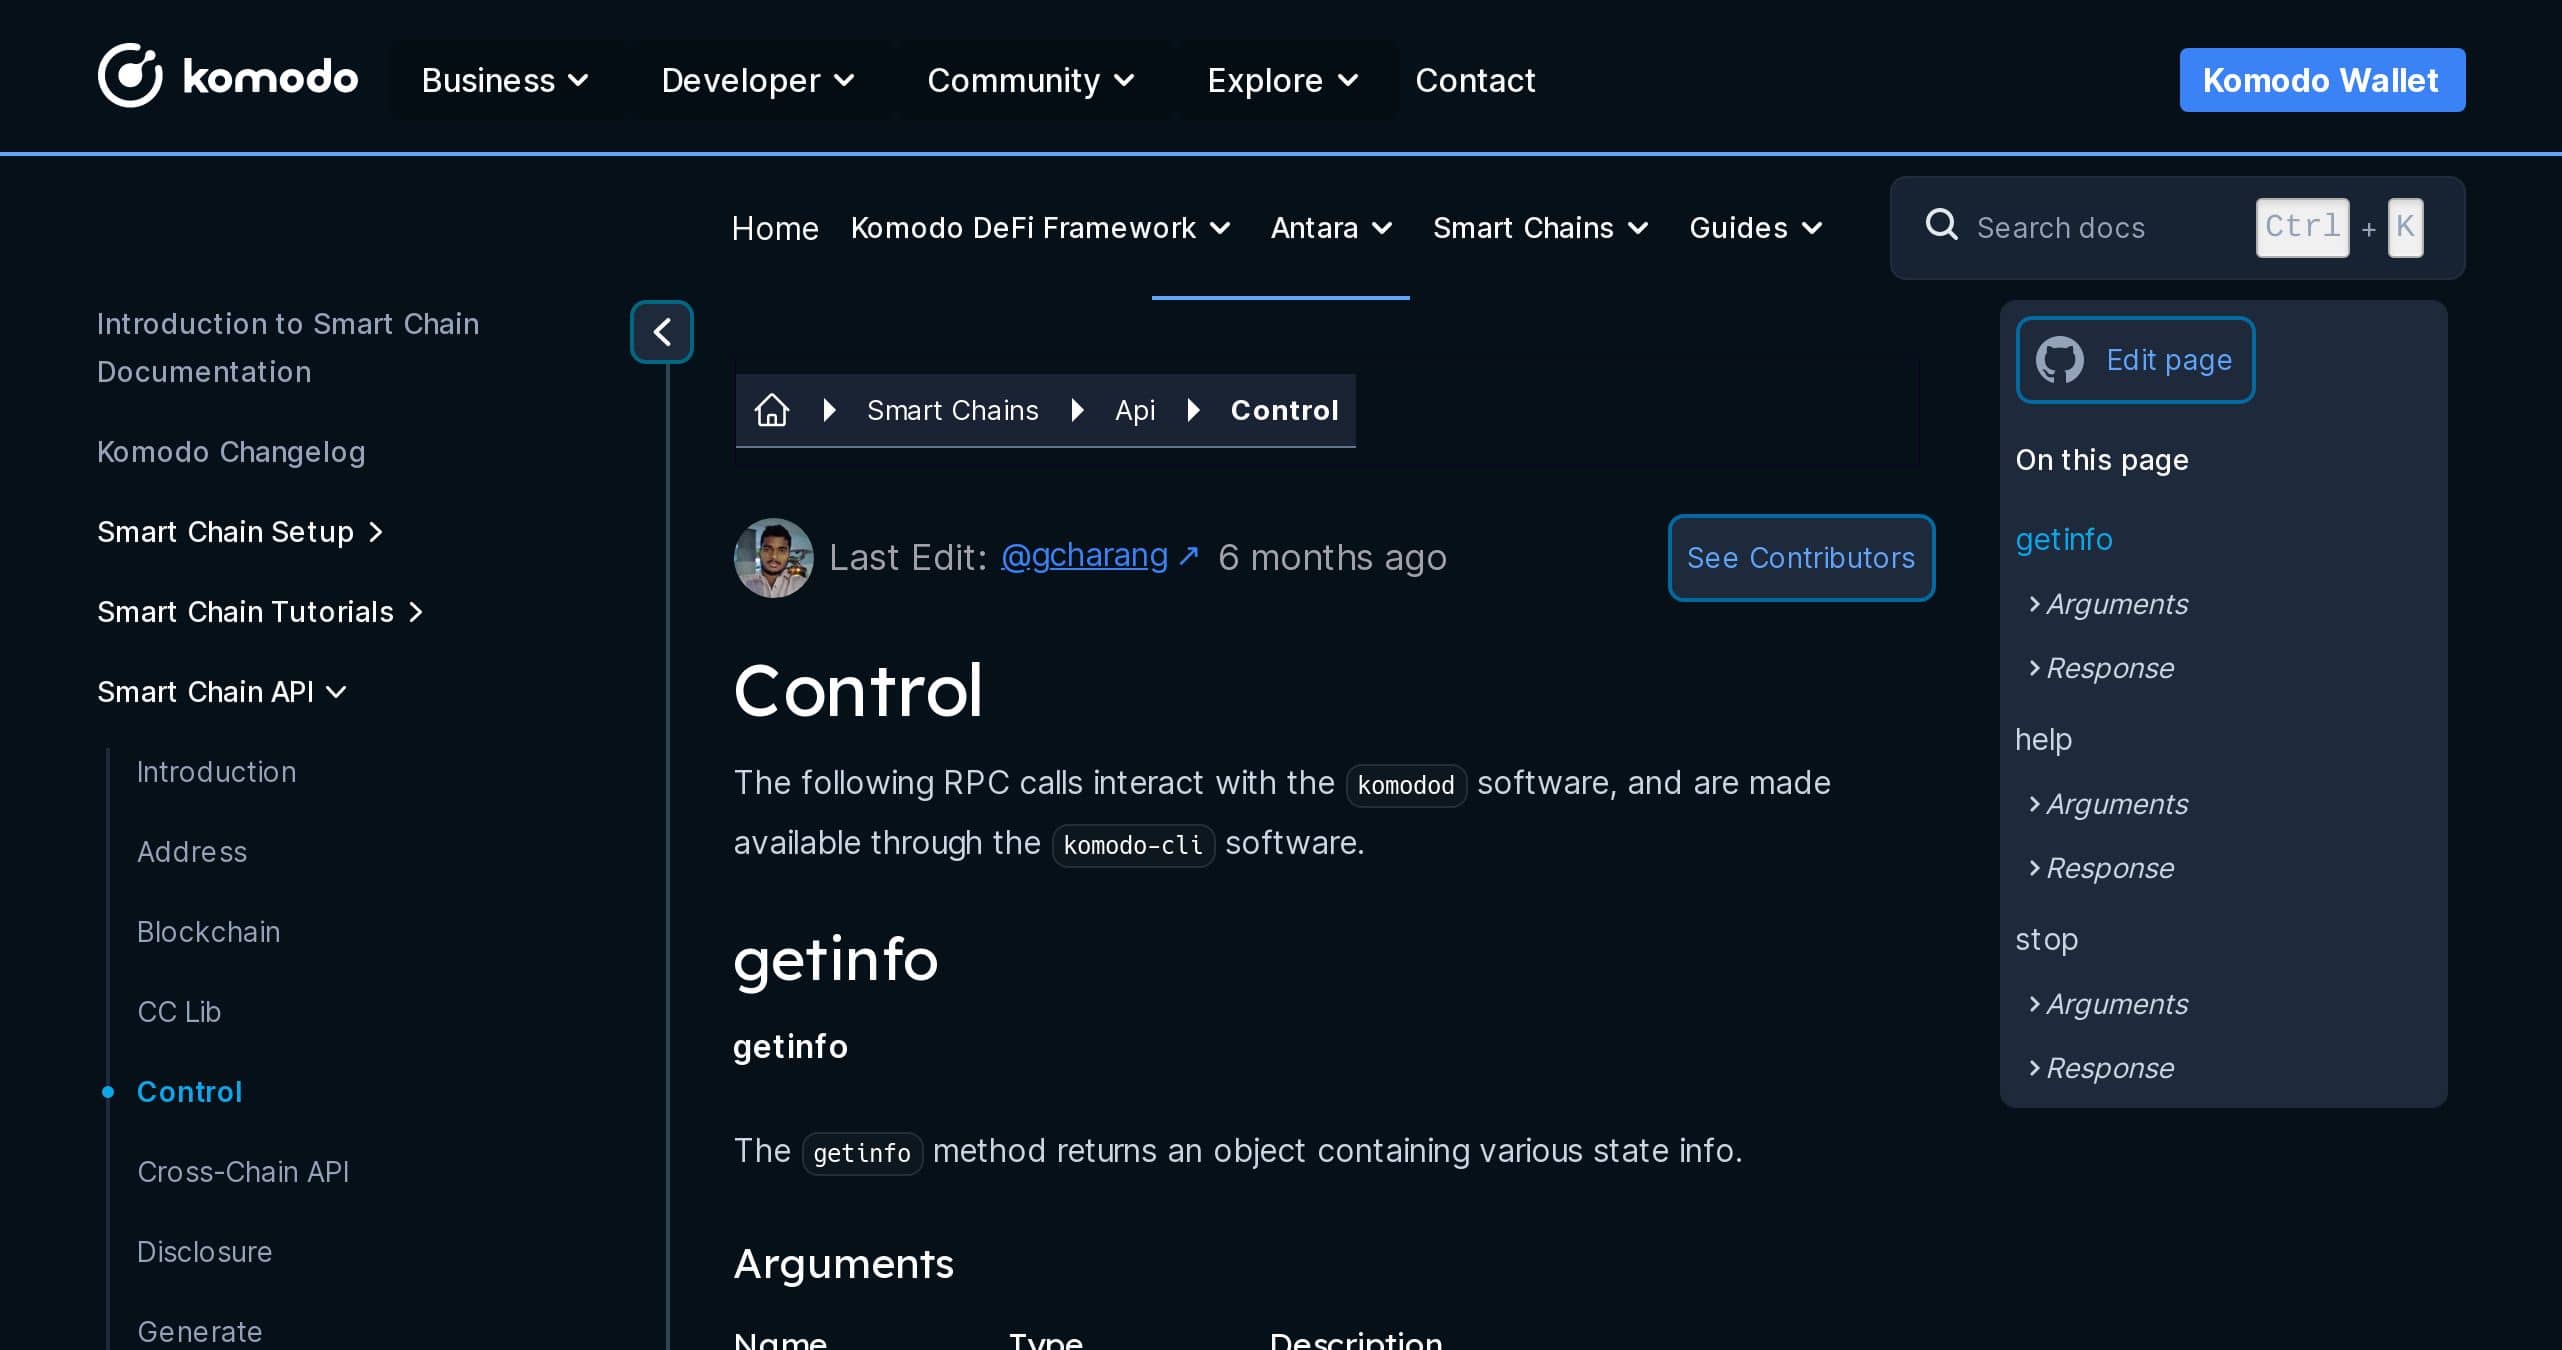 komodo
Business
Developer
Community
Explore
Contact
Komodo Wallet
Home
Komodo DeFi Framework
Antara
Smart Chains
Guides
Search docs
Ctrl + K
Introduction to Smart Chain
Documentation
Komodo Changelog
Smart Chain Setup
Smart Chain Tutorials
Smart Chain API
Introduction
Address
Blockchain
CC Lib
Control
Cross-Chain API
Disclosure
Generate
Smart Chains
Api
Control
Last Edit: @gcharang ↗ 6 months ago
See Contributors
Control
The following RPC calls interact with the komodod software, and are made
available through the komodo-cli software.
getinfo
getinfo
The getinfo method returns an object containing various state info.
Arguments
Name Type Description
Edit page
On this page
getinfo
Arguments
Response
help
Arguments
Response
stop
Arguments
Response